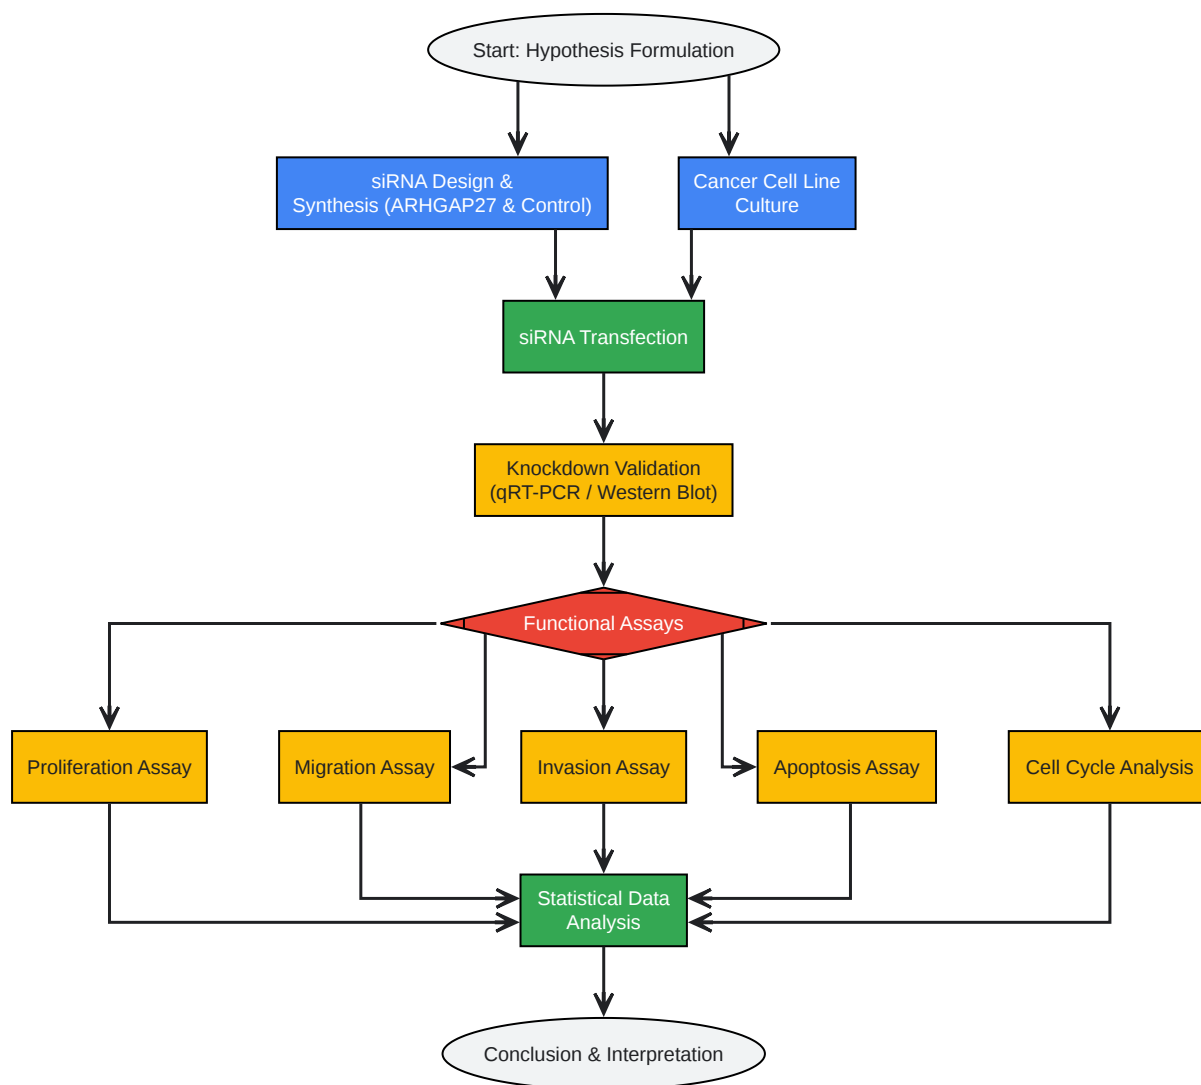 Start: Hypothesis Formulation
siRNA Design &
Synthesis (ARHGAP27 & Control)
Cancer Cell Line
Culture
siRNA Transfection
Knockdown Validation
(qRT-PCR / Western Blot)
Functional Assays
Proliferation Assay
Migration Assay
Invasion Assay
Apoptosis Assay
Cell Cycle Analysis
Statistical Data
Analysis
Conclusion & Interpretation